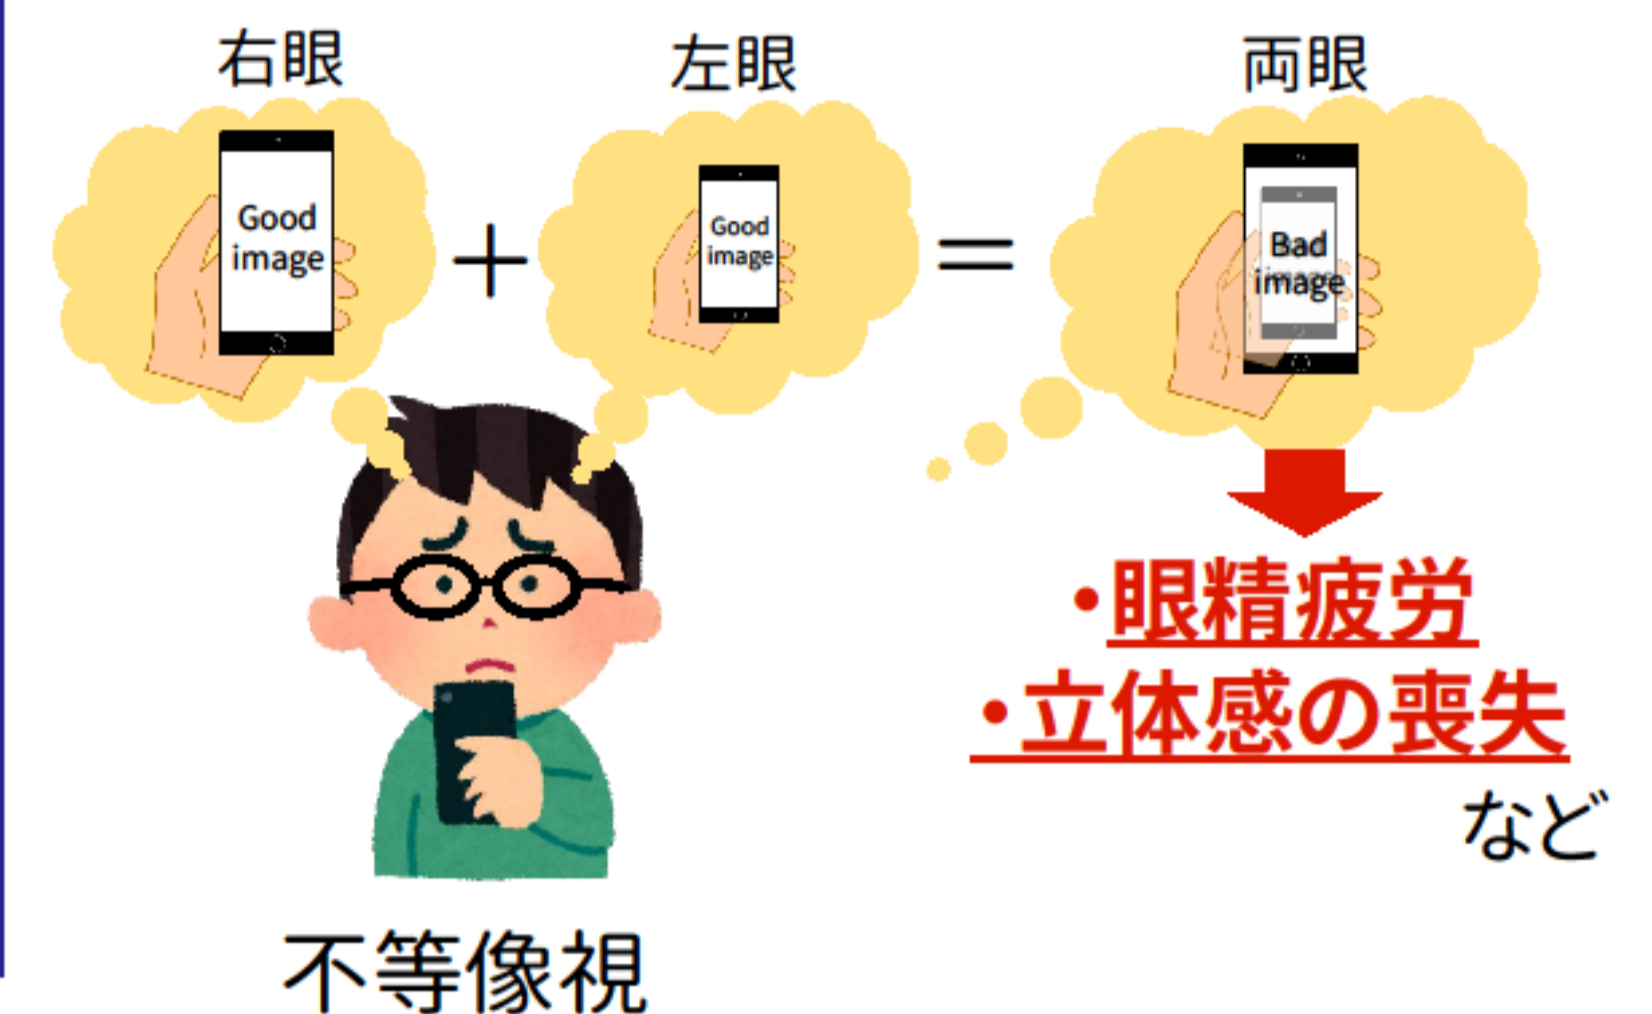 右眼
左眼
両眼
Good
image
+
Good
image
=
Bad
image
・眼精疲労
・立体感の喪失
など
不等像視